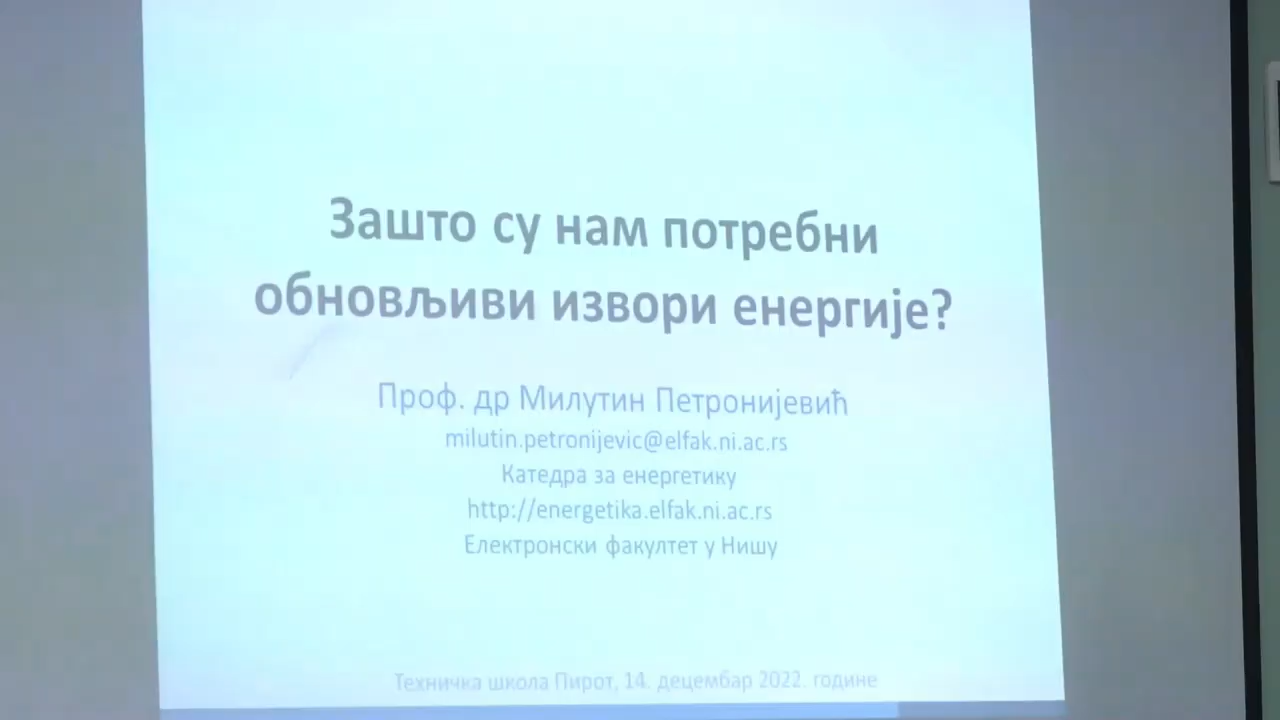 Зашто су нам потребни
обновљиви извори енергије?
Проф. др Милутин Петронијевић
milutin.petronijevic@elfak.ni.ac.rs
Катедра за енергетику
http://energetika.elfak.ni.ac.rs
Електронски факултет у Нишу
Техничка школа Пирот, 14. децембар 2022. године